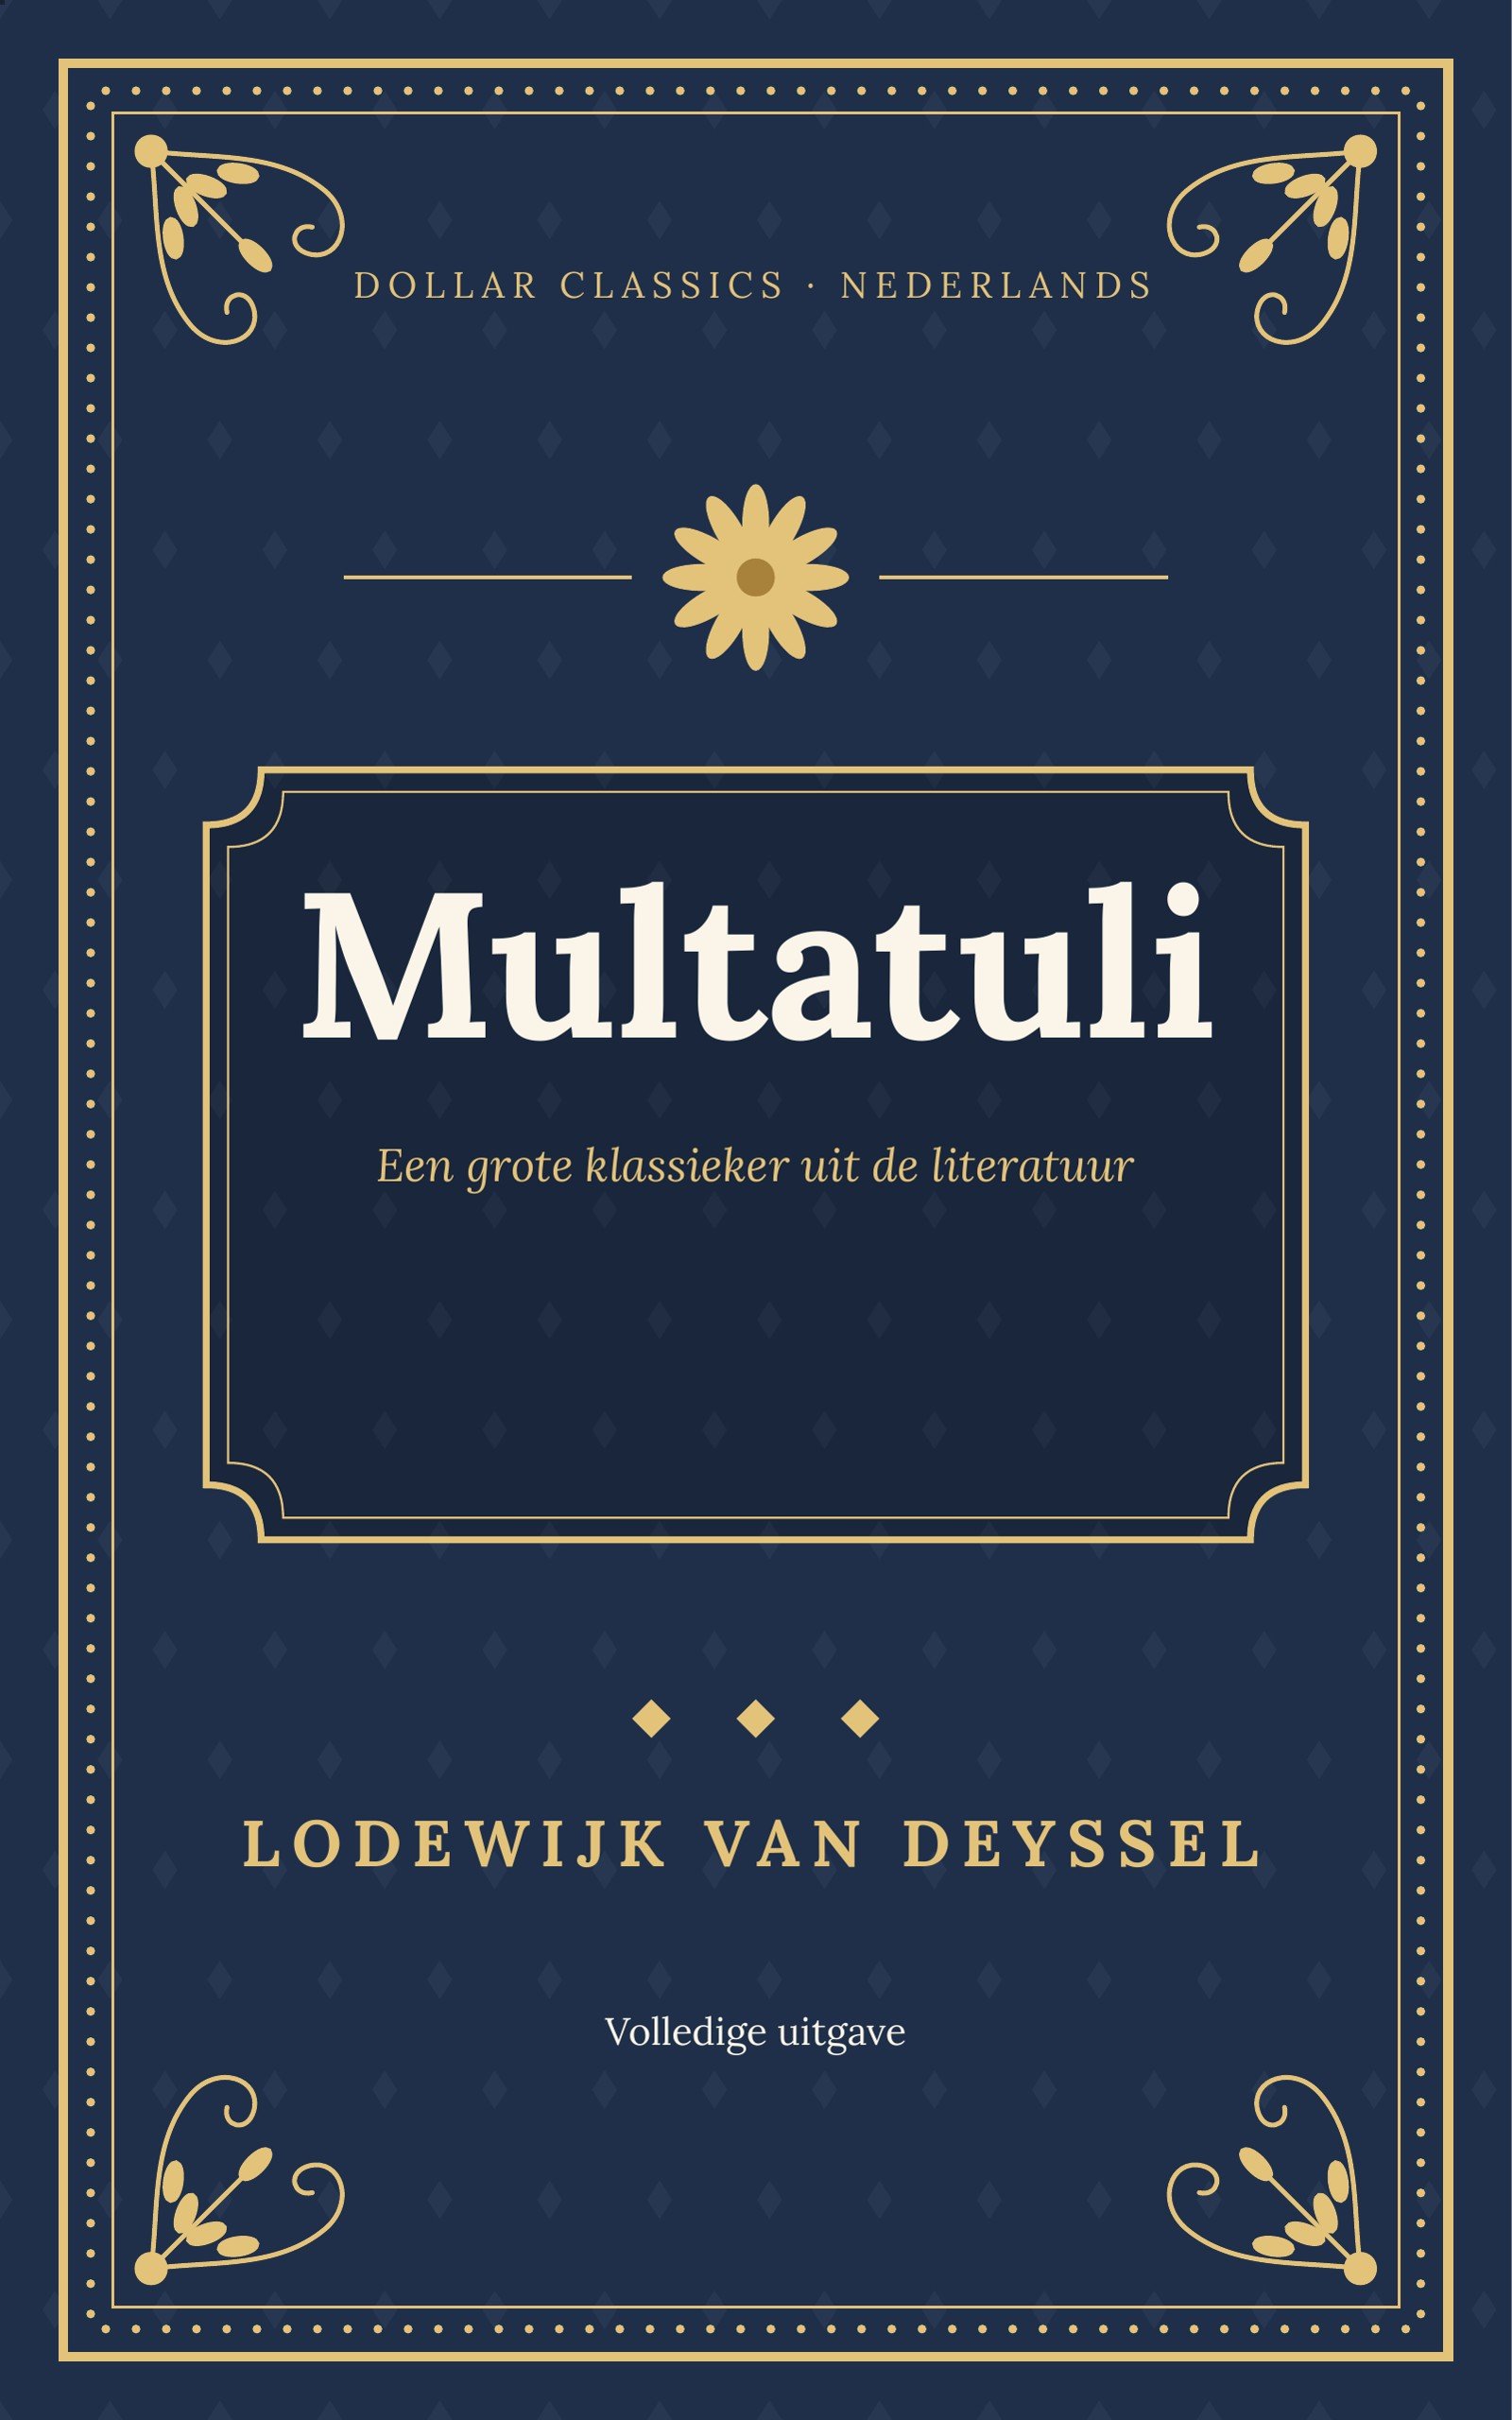 DOLLAR CLASSICS · NEDERLANDS
Multatuli
Een grote klassieker uit de literatuur
LODEWIJK VAN DEYSSEL
Volledige uitgave